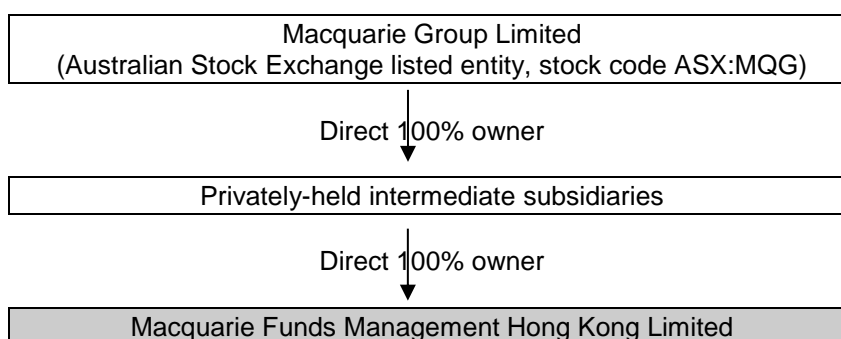 Macquarie Group Limited
(Australian Stock Exchange listed entity, stock code ASX:MQG)
Direct 100% owner
Privately-held intermediate subsidiaries
Direct 100% owner
Macquarie Funds Management Hong Kong Limited